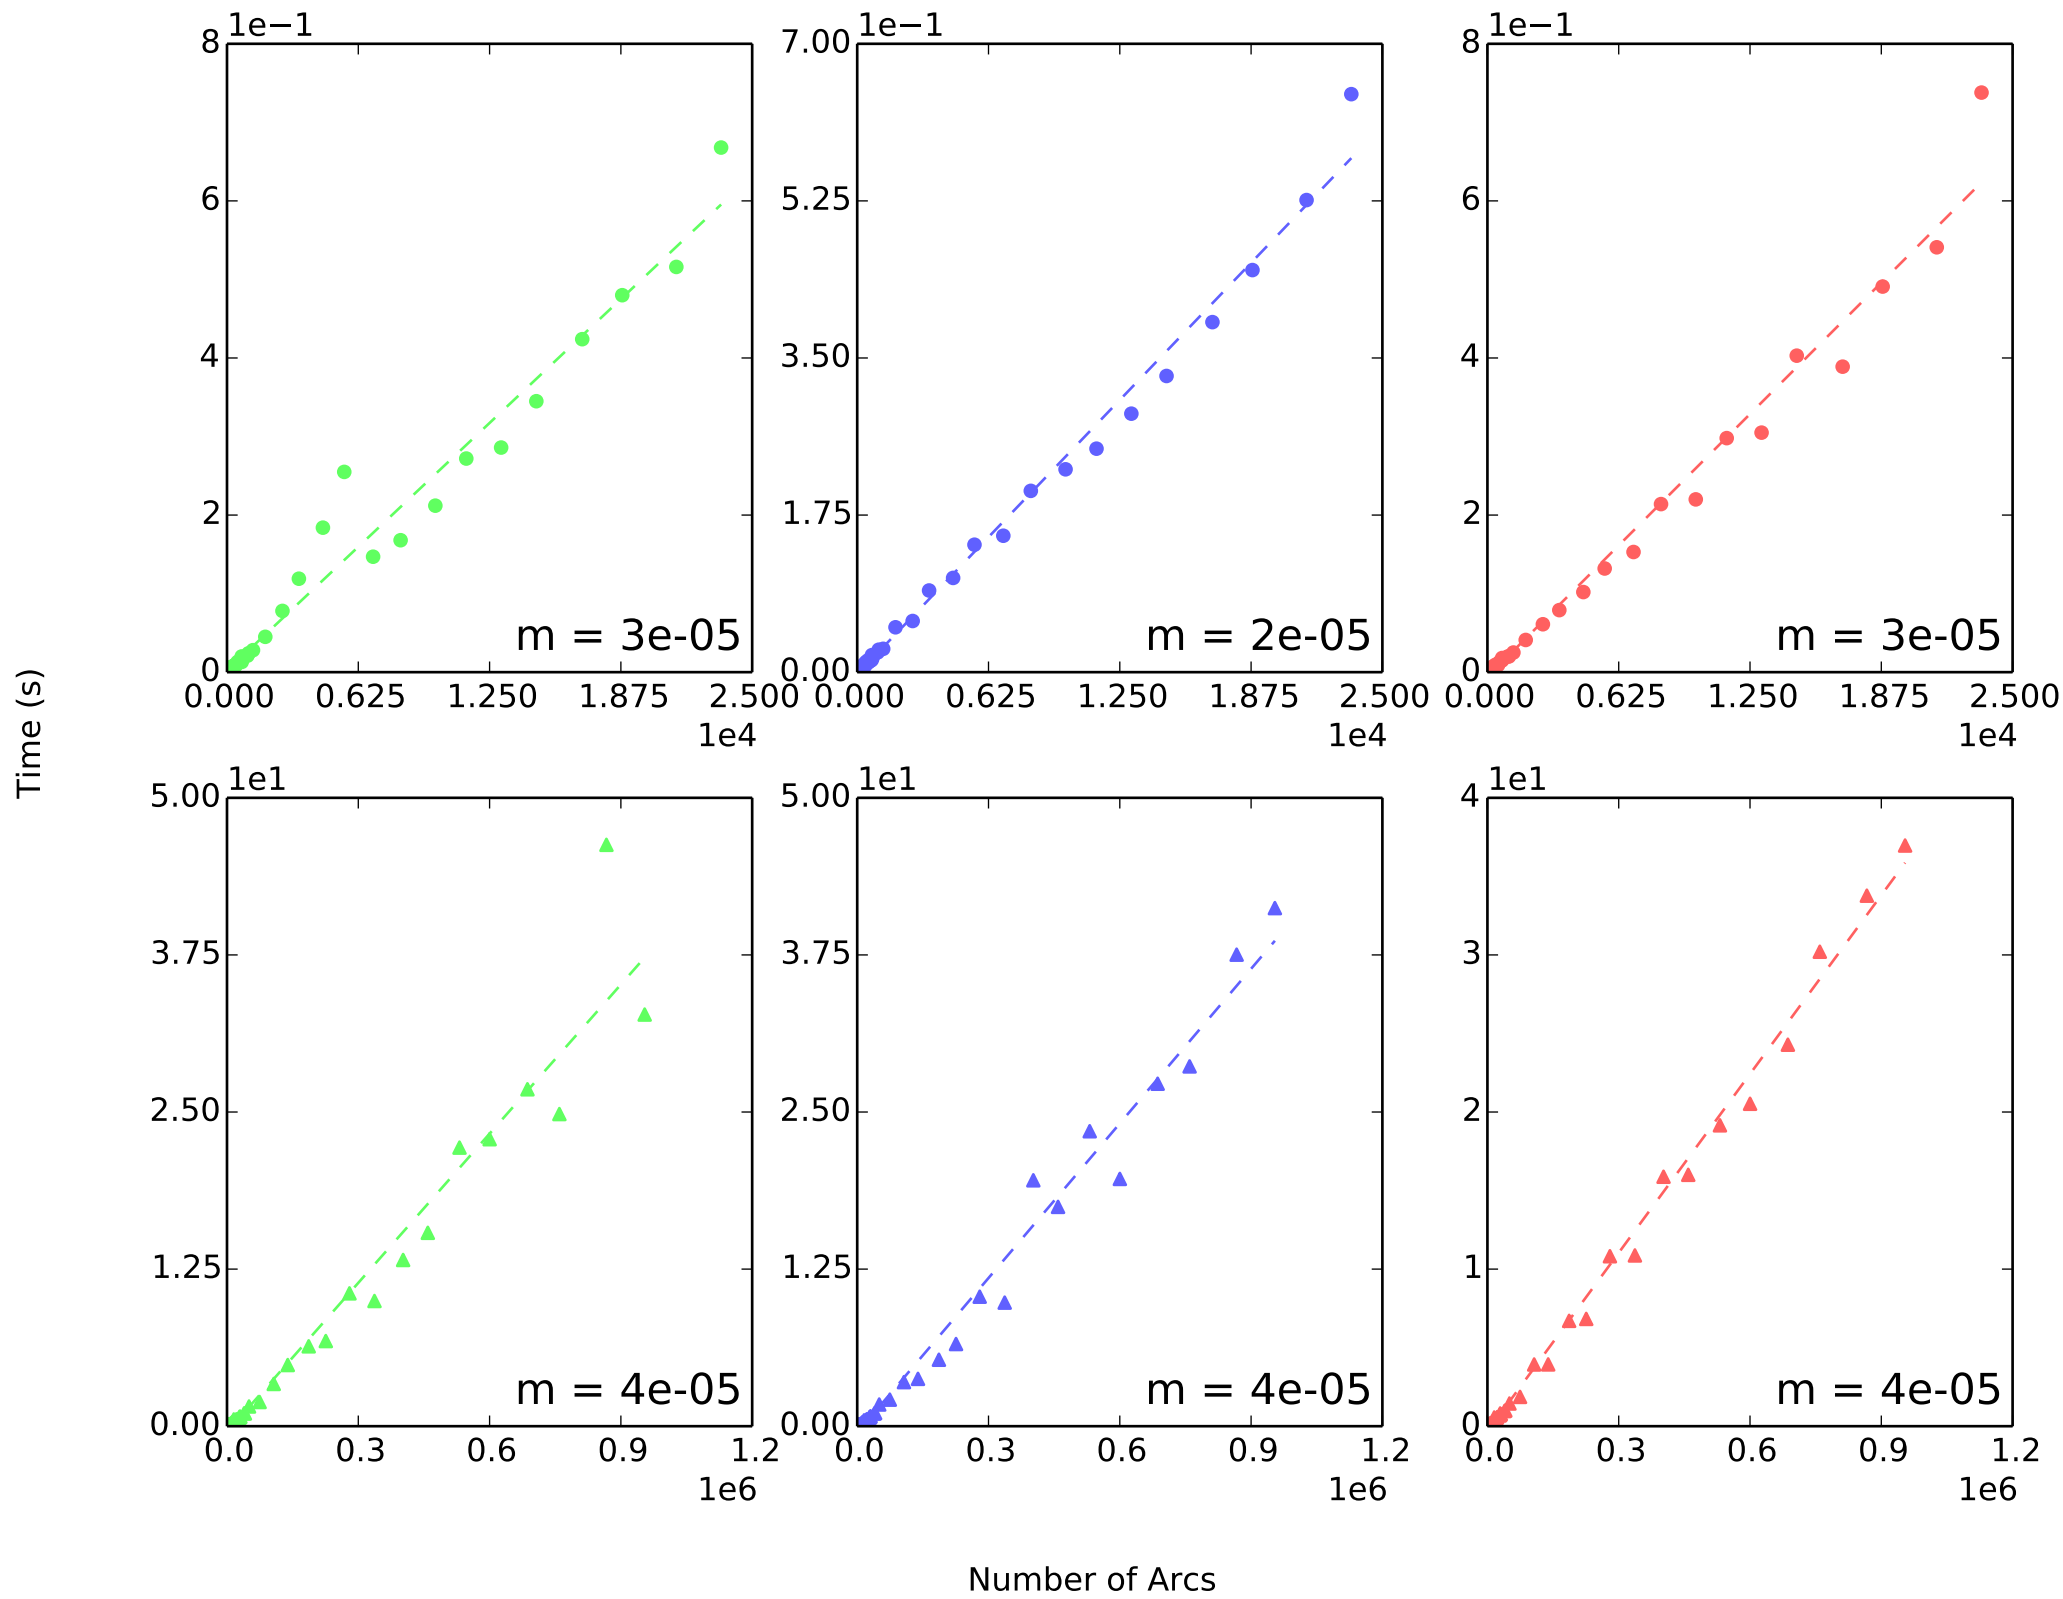 1e−1 1e−1 1e−1
8 7.00 8
6 5.25 6
4 3.50 4
2 1.75 2
m = 3e-05 m = 2e-05 m = 3e-05
0 0.00 0
0.000 0.625 1.250 1.875 2.500 0.000 0.625 1.250 1.875 2.500 0.000 0.625 1.250 1.875 2.500
1e4 1e4 1e4
Time (s)
1e1 1e1 1e1
5.00 5.00 4
3.75 3.75 3
2.50 2.50 2
1.25 1.25 1
m = 4e-05 m = 4e-05 m = 4e-05
0.00 0.00 0
0.0 0.3 0.6 0.9 1.2 0.0 0.3 0.6 0.9 1.2 0.0 0.3 0.6 0.9 1.2
1e6 1e6 1e6
Number of Arcs